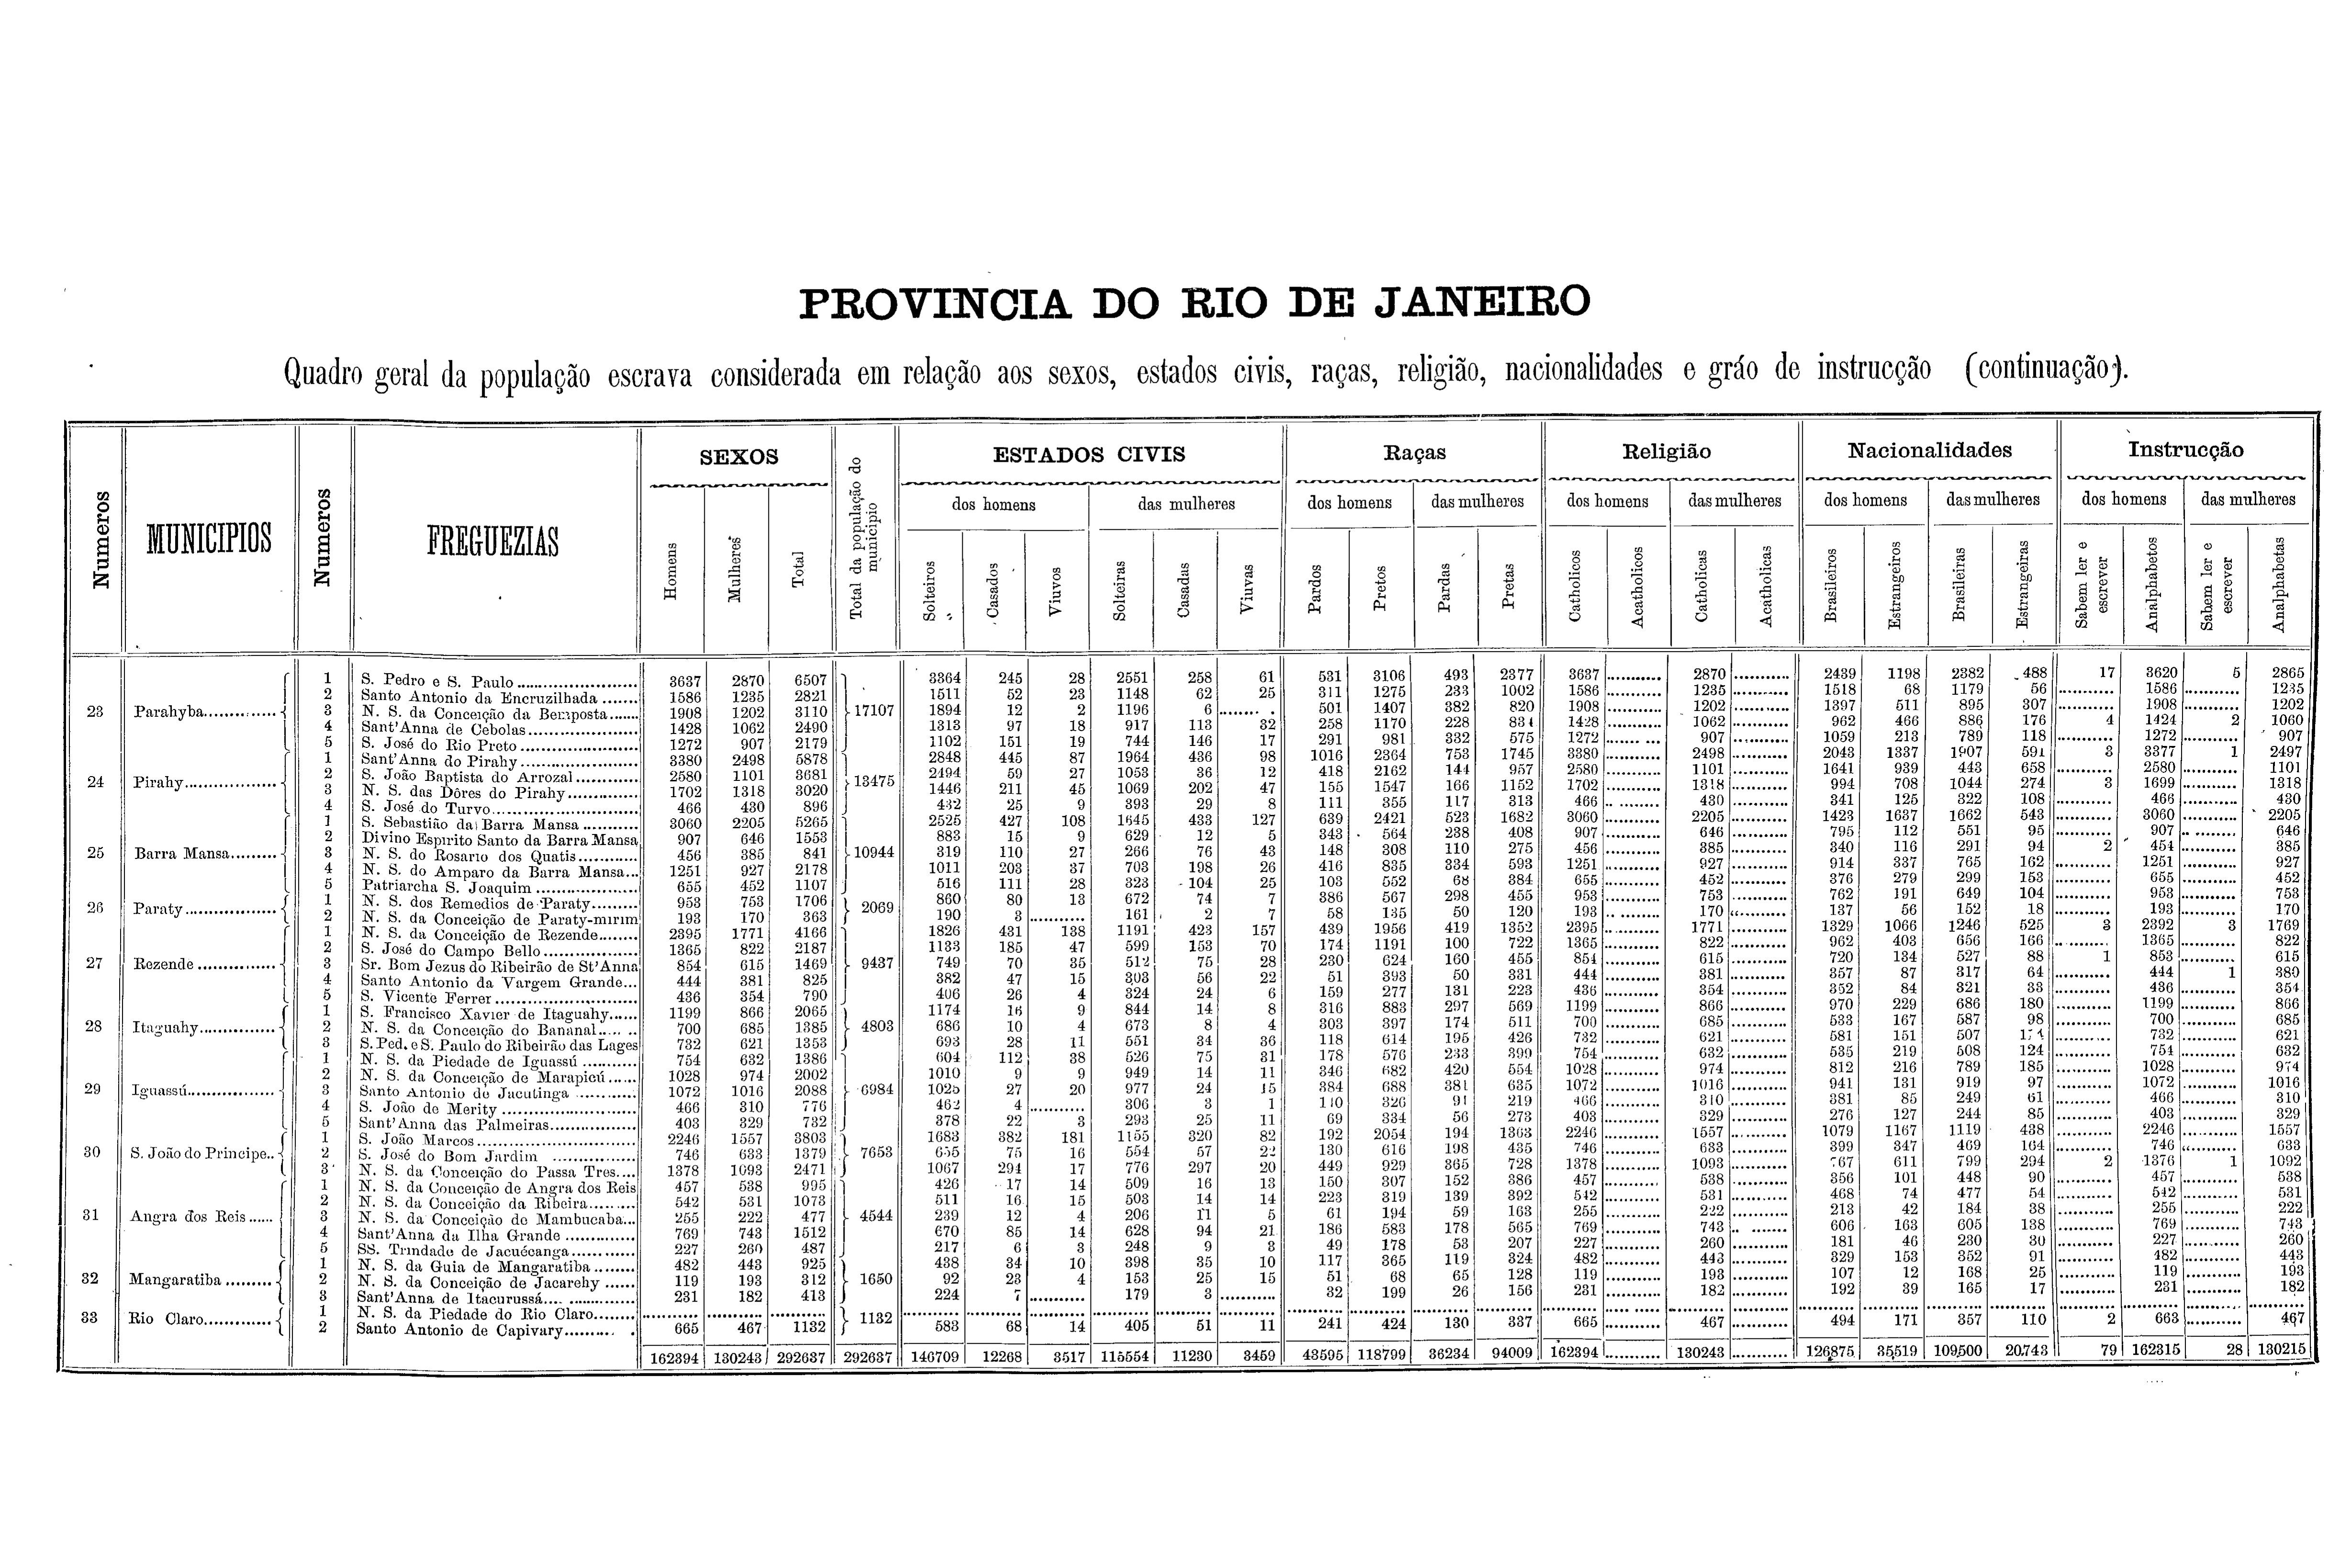 PROVINCIA DO RIO DE JANEIRO
Quadro geral da população escrava considerada em relação aos sexos, estados civis, raças, religião, nacionalidades e gráo de instrucção (continuação).
Numeros MUNICIPIOS Numeros FREGUEZIAS SEXOS Total da população do municipio ESTADOS CIVIS Raças Religião Nacionalidades Instrucção
dos homens das mulheres dos homens das mulheres dos homens das mulheres dos homens das mulheres dos homens das mulheres
Homens Mulheres Total Solteiros Casados Viuvos Solteiras Casadas Viuvas Pardos Pretos Pardas Pretas Catholicos Acatholicos Catholicas Acatholicas Brasileiros Estrangeiros Brasileiras Estrangeiras Sabem ler e escrever Analphabetos Sabem ler e escrever Analphabetas
1 S. Pedro e S. Paulo 3637 2870 6507 3364 245 28 2551 258 61 531 3106 493 2377 3637 2870 2439 1198 2382 488 17 3620 5 2865
2 Santo Antonio da Encruzilhada 1586 1235 2821 1511 52 23 1148 62 25 311 1275 233 1002 1586 1235 1518 68 1179 56 1586 1235
23 Parahyba 3 N. S. da Conceição da Bemposta 1908 1202 3110 17107 1894 12 2 1196 6 501 1407 382 820 1908 1202 1397 511 895 307 1908 1202
4 Sant'Anna de Cebolas 1428 1062 2490 1313 97 18 917 113 32 258 1170 228 834 1428 1062 962 466 886 176 4 1424 2 1060
5 S. José do Rio Preto 1272 907 2179 1102 151 19 744 146 17 291 981 332 575 1272 907 1059 213 789 118 1272 907
1 Sant'Anna do Pirahy 3380 2498 5878 2848 445 87 1964 436 98 1016 2364 753 1745 3380 2498 2043 1337 1907 591 3 3377 1 2497
24 Pirahy 2 S. João Baptista do Arrozal 2580 1101 3681 13475 2494 59 27 1053 36 12 418 2162 144 957 2580 1101 1641 939 443 658 2580 1101
3 N. S. das Dôres do Pirahy 1702 1318 3020 1446 211 45 1069 202 47 155 1547 166 1152 1702 1318 994 708 1044 274 3 1699 1318
4 S. José do Turvo 466 430 896 432 25 9 393 29 8 111 355 117 313 466 430 341 125 322 108 466 430
1 S. Sebastião da Barra Mansa 3060 2205 5265 2525 427 108 1645 433 127 639 2421 523 1682 3060 2205 1423 1637 1662 543 3060 2205
2 Divino Espirito Santo da Barra Mansa 907 646 1553 883 15 9 629 12 5 343 564 238 408 907 646 795 112 551 95 907 646
25 Barra Mansa 3 N. S. do Rosario dos Quatis 456 385 841 10944 319 110 27 266 76 43 148 308 110 275 456 385 340 116 291 94 2 454 385
4 N. S. do Amparo da Barra Mansa 1251 927 2178 1011 203 37 703 198 26 416 835 334 593 1251 927 914 337 765 162 1251 927
5 Patriarcha S. Joaquim 655 452 1107 516 111 28 323 104 25 103 552 68 384 655 452 376 279 299 153 655 452
26 Paraty 1 N. S. dos Remedios de Paraty 953 753 1706 2069 860 80 13 672 74 7 386 567 298 455 953 753 762 191 649 104 953 753
2 N. S. da Conceição de Paraty-mirim 193 170 363 190 3 161 2 7 58 135 50 120 193 170 137 56 152 18 193 170
1 N. S. da Conceição de Rezende 2395 1771 4166 1826 431 138 1191 423 157 439 1956 419 1352 2395 1771 1329 1066 1246 525 3 2392 3 1769
2 S. José do Campo Bello 1365 822 2187 1133 185 47 599 153 70 174 1191 100 722 1365 822 962 403 656 166 1365 822
27 Rezende 3 Sr. Bom Jezus do Ribeirão de St'Anna 854 615 1469 9437 749 70 35 512 75 28 230 624 160 455 854 615 720 134 527 88 1 853 615
4 Santo Antonio da Vargem Grande 444 381 825 382 47 15 303 56 22 51 393 50 331 444 381 357 87 317 64 444 1 380
5 S. Vicente Ferrer 436 354 790 406 26 4 324 24 6 159 277 131 223 436 354 352 84 321 33 436 354
1 S. Francisco Xavier de Itaguahy 1199 866 2065 1174 16 9 844 14 8 316 883 297 569 1199 866 970 229 686 180 1199 866
28 Itaguahy 2 N. S. da Conceição do Bananal 700 685 1385 4803 686 10 4 673 8 4 303 397 174 511 700 685 533 167 587 98 700 685
3 S. Ped. e S. Paulo do Ribeirão das Lages 732 621 1353 693 28 11 551 34 36 118 614 195 426 732 621 581 151 507 732 621
1 N. S. da Piedade de Iguassú 754 632 1386 604 112 38 526 75 31 178 576 233 399 754 632 535 219 508 124 754 632
2 N. S. da Conceição de Marapicú 1028 974 2002 1010 9 9 949 14 11 346 682 420 554 1028 974 812 216 789 185 1028 974
29 Iguassú 3 Santo Antonio de Jacutinga 1072 1016 2088 6984 1025 27 20 977 24 15 384 688 381 635 1072 1016 941 131 919 97 1072 1016
4 S. João de Merity 466 310 776 462 4 306 3 1 140 326 91 219 466 310 381 85 249 61 466 310
5 Sant'Anna das Palmeiras 403 329 732 378 22 3 293 25 11 69 334 56 273 403 329 276 127 244 85 403 329
1 S. João Marcos 2246 1557 3803 1683 382 181 1155 320 82 192 2054 194 1363 2246 1557 1079 1167 1119 438 2246 1557
30 S. João do Principe 2 S. José do Bom Jardim 746 633 1379 7653 655 75 16 554 57 22 130 616 198 435 746 633 399 347 469 164 746 633
3 N. S. da Conceição do Passa Tres 1378 1093 2471 1067 294 17 776 297 20 449 929 365 728 1378 1093 767 611 799 294 2 1376 1 1092
1 N. S. da Conceição de Angra dos Reis 457 538 995 426 17 14 509 16 13 150 307 152 386 457 538 356 101 448 90 457 538
2 N. S. da Conceição da Ribeira 542 531 1073 511 16 15 503 14 14 223 319 139 392 542 531 468 74 477 54 542 531
31 Angra dos Reis 3 N. S. da Conceição de Mambucaba 255 222 477 4544 239 12 4 206 11 5 61 194 59 163 255 222 213 42 184 38 255 222
4 Sant'Anna da Ilha Grande 769 743 1512 670 85 14 628 94 21 186 583 178 565 769 743 606 163 605 138 769 743
5 SS. Trindade de Jacuécanga 227 260 487 217 6 3 248 9 3 49 178 53 207 227 260 181 46 230 30 227 260
1 N. S. da Guia de Mangaratiba 482 443 925 438 34 10 398 35 10 117 365 119 324 482 443 329 153 352 91 482 443
32 Mangaratiba 2 N. S. da Conceição de Jacarehy 119 193 312 1650 92 23 4 153 25 15 51 68 65 128 119 193 107 12 168 25 119 193
3 Sant'Anna de Itacurussá 231 182 413 224 7 179 3 32 199 26 156 231 182 192 39 165 17 231 182
33 Rio Claro 1 N. S. da Piedade do Rio Claro 1132
2 Santo Antonio de Capivary 665 467 1132 583 68 14 405 51 11 241 424 130 337 665 467 494 171 357 110 2 663 467
162394 130243 292637 292637 146709 12268 3517 115554 11230 3459 43595 118799 36234 94009 162394 130243 126875 35519 109500 20743 79 162315 28 130215